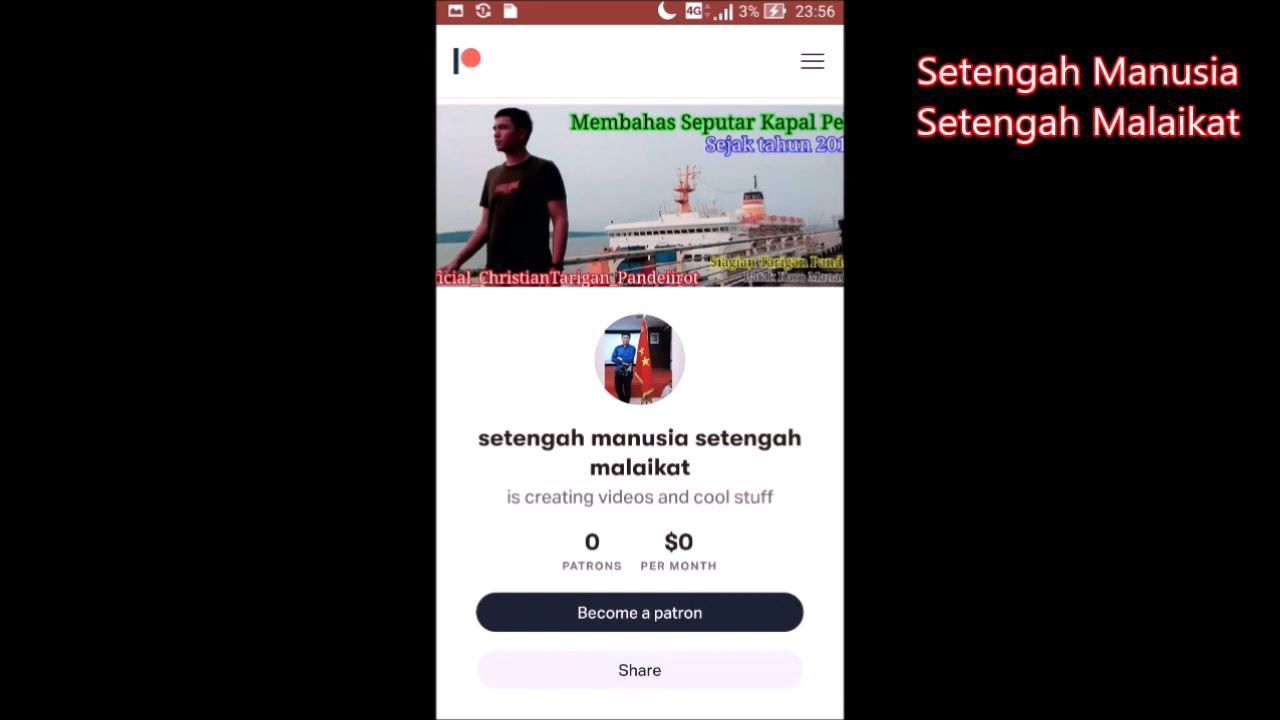 4G 3% 23:56
Setengah Manusia
Setengah Malaikat
Membahas Seputar Kapal Pe
Sejak tahun 201
ficial_ChristianTarigan_Pandeiirot
setengah manusia setengah
malaikat
is creating videos and cool stuff
0 $0
PATRONS PER MONTH
Become a patron
Share